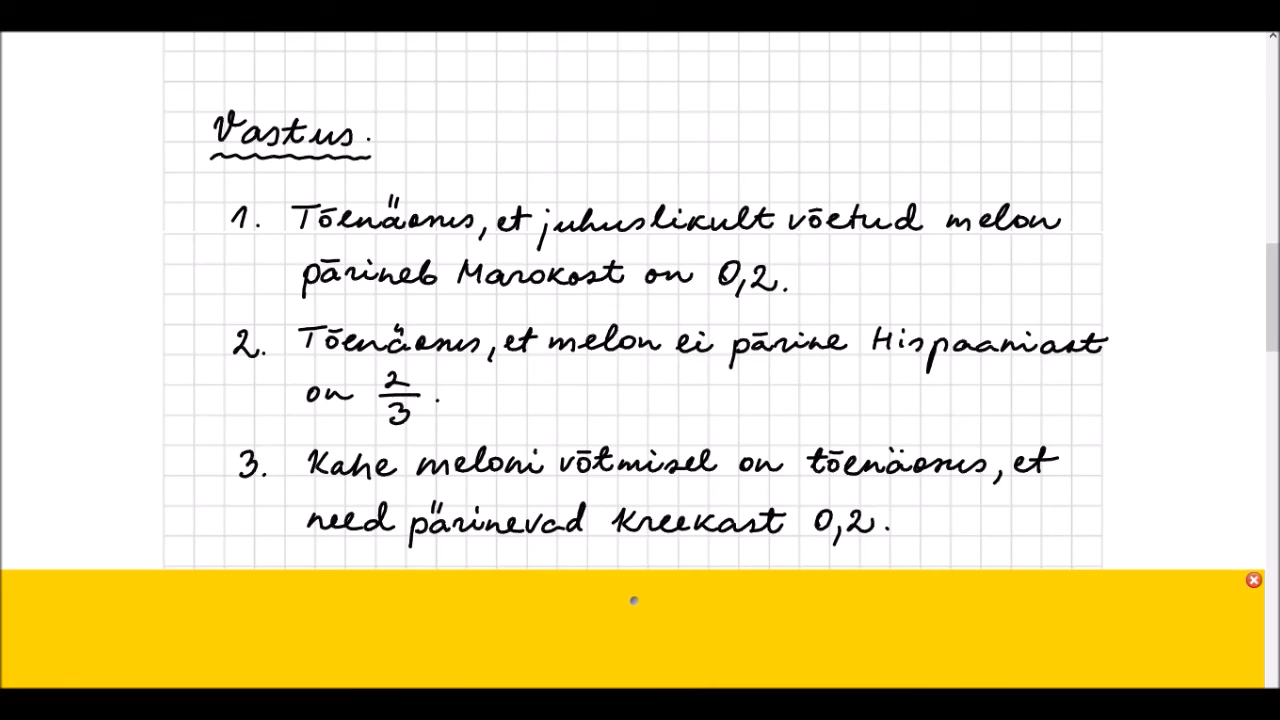 Vastus.
1. Tõenäosus, et juhuslikult võetud melon
pärineb Marokost on 0,2.
2. Tõenäosus, et melon ei pärine Hispaaniast
on 2/3.
3. Kahe meloni võtmisel on tõenäosus, et
need pärinevad Kreekast 0,2.